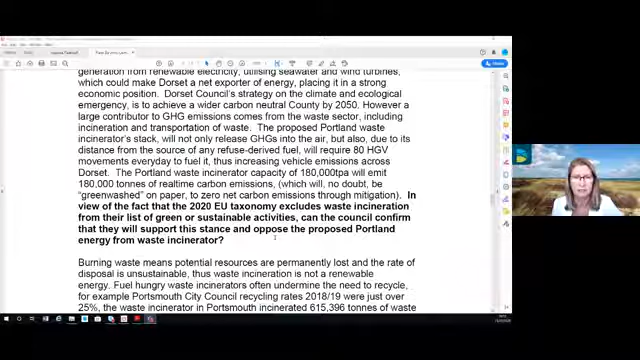 generation from renewable electricity, utilising seawater and wind turbines,
which could make Dorset a net exporter of energy, placing it in a strong
economic position. Dorset Council's strategy on the climate and ecological
emergency, is to achieve a wider carbon neutral County by 2050. However a
large contributor to GHG emissions comes from the waste sector, including
incineration and transportation of waste. The proposed Portland waste
incinerator's stack, will not only release GHGs into the air, but also, due to its
distance from the source of any refuse-derived fuel, will require 80 HGV
movements everyday to fuel it, thus increasing vehicle emissions across
Dorset. The Portland waste incinerator capacity of 180,000tpa will emit
180,000 tonnes of realtime carbon emissions, (which will, no doubt, be
"greenwashed" on paper, to zero net carbon emissions through mitigation). In
view of the fact that the 2020 EU taxonomy excludes waste incineration
from their list of green or sustainable activities, can the council confirm
that they will support this stance and oppose the proposed Portland
energy from waste incinerator?
Burning waste means potential resources are permanently lost and the rate of
disposal is unsustainable, thus waste incineration is not a renewable
energy. Fuel hungry waste incinerators often undermine the need to recycle,
for example Portsmouth City Council recycling rates 2018/19 were just over
25%, the waste incinerator in Portsmouth incinerated 615,396 tonnes of waste